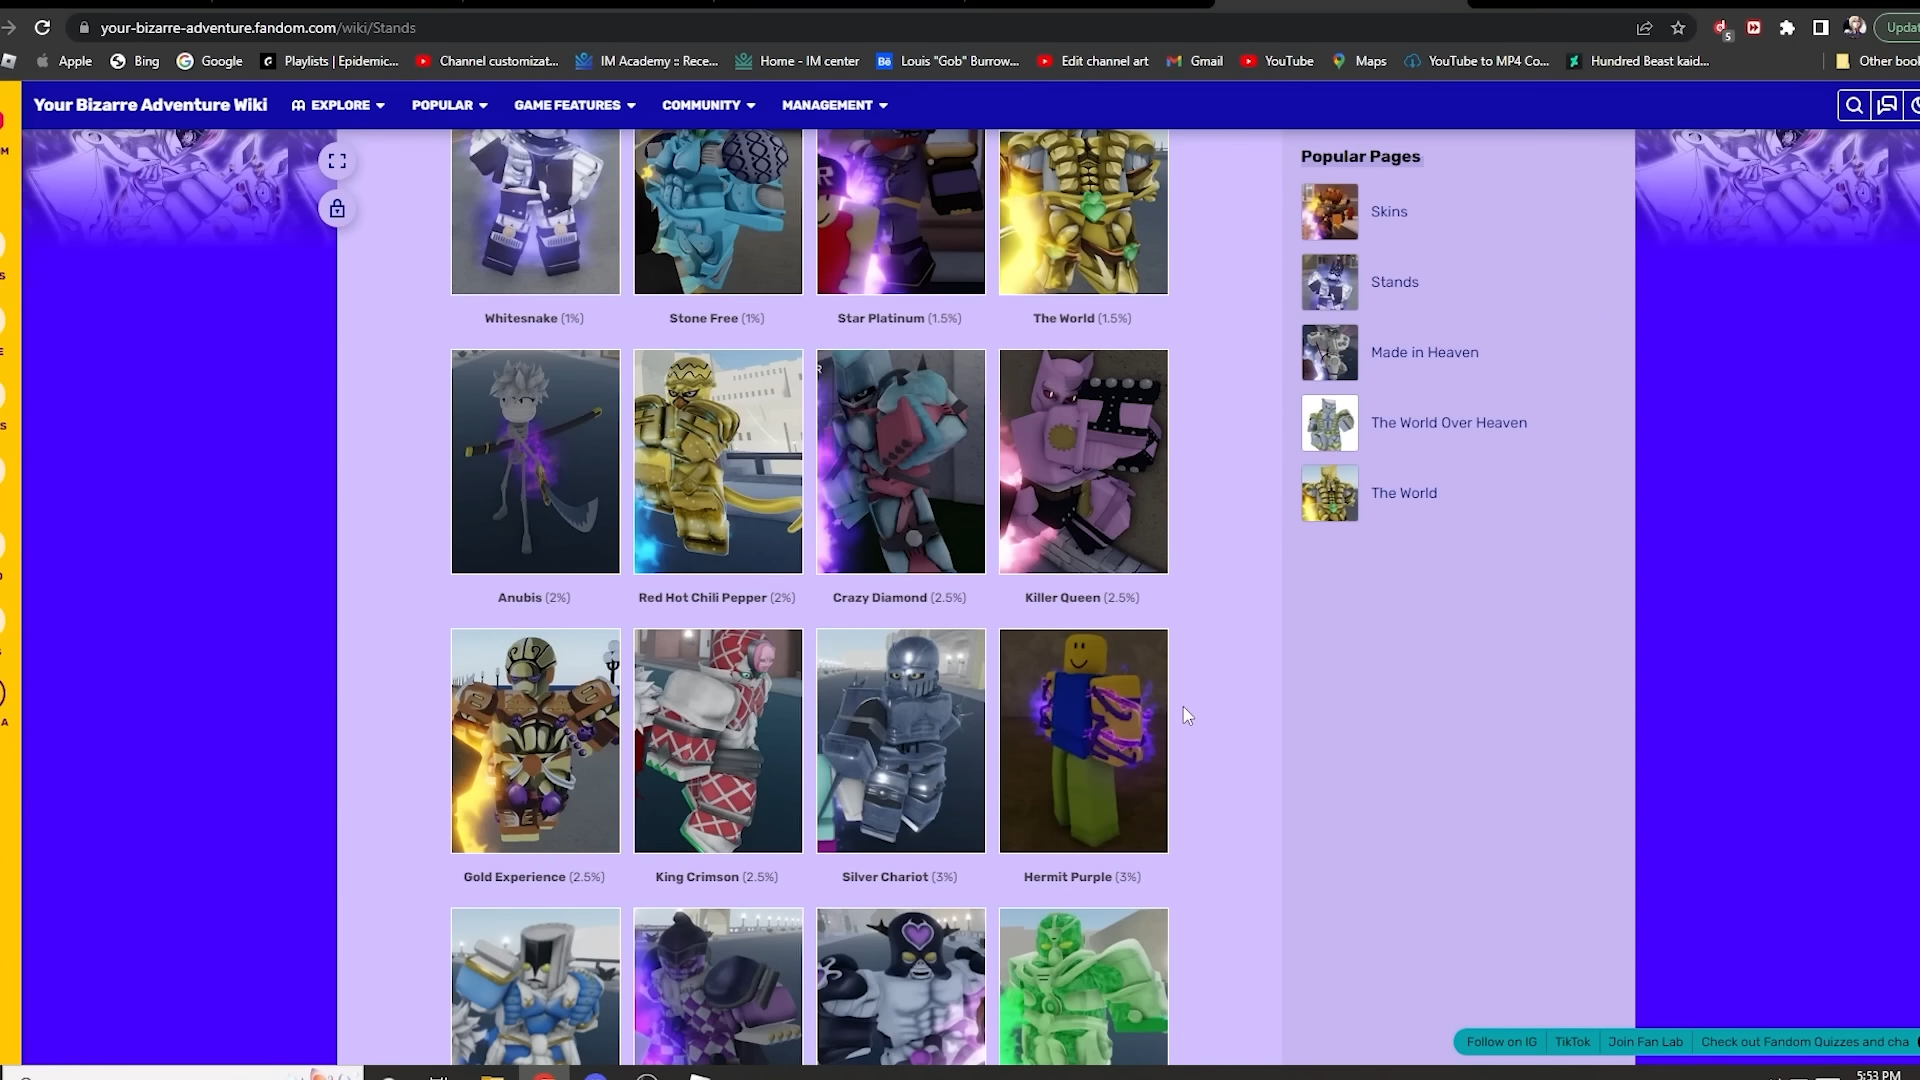 your-bizarre-adventure.fandom.com/wiki/Stands
5
Updat
Apple Bing Google Playlists | Epidemic... Channel customizat... IM Academy :: Rece... Home - IM center Bē Louis "Gob" Burrow... Edit channel art Gmail YouTube Maps YouTube to MP4 Co... Hundred Beast kaid... Other book
Your Bizarre Adventure Wiki EXPLORE POPULAR GAME FEATURES COMMUNITY MANAGEMENT
Popular Pages
Skins
Stands
Made in Heaven
The World Over Heaven
The World
Whitesnake (1%) Stone Free (1%) Star Platinum (1.5%) The World (1.5%)
Anubis (2%) Red Hot Chili Pepper (2%) Crazy Diamond (2.5%) Killer Queen (2.5%)
Gold Experience (2.5%) King Crimson (2.5%) Silver Chariot (3%) Hermit Purple (3%)
Follow on IG TikTok Join Fan Lab Check out Fandom Quizzes and cha
5:53 PM